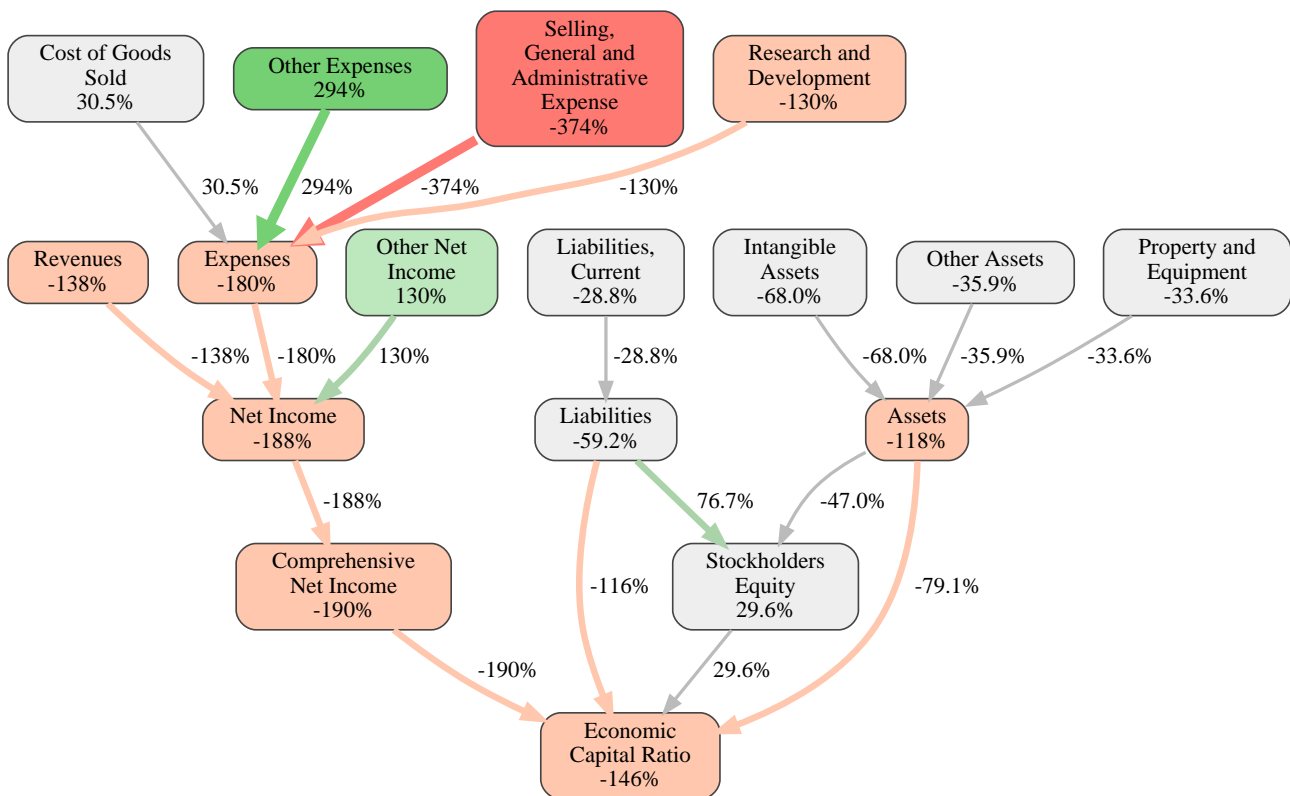 Cost of Goods
Sold
30.5%
Other Expenses
294%
Selling,
General and
Administrative
Expense
-374%
Research and
Development
-130%
30.5%
294%
-374%
-130%
Revenues
-138%
Expenses
-180%
Other Net
Income
130%
Liabilities,
Current
-28.8%
Intangible
Assets
-68.0%
Other Assets
-35.9%
Property and
Equipment
-33.6%
-138%
-180%
130%
-28.8%
-68.0%
-35.9%
-33.6%
Net Income
-188%
Liabilities
-59.2%
Assets
-118%
-188%
76.7%
-47.0%
Comprehensive
Net Income
-190%
-116%
Stockholders
Equity
29.6%
-79.1%
-190%
29.6%
Economic
Capital Ratio
-146%